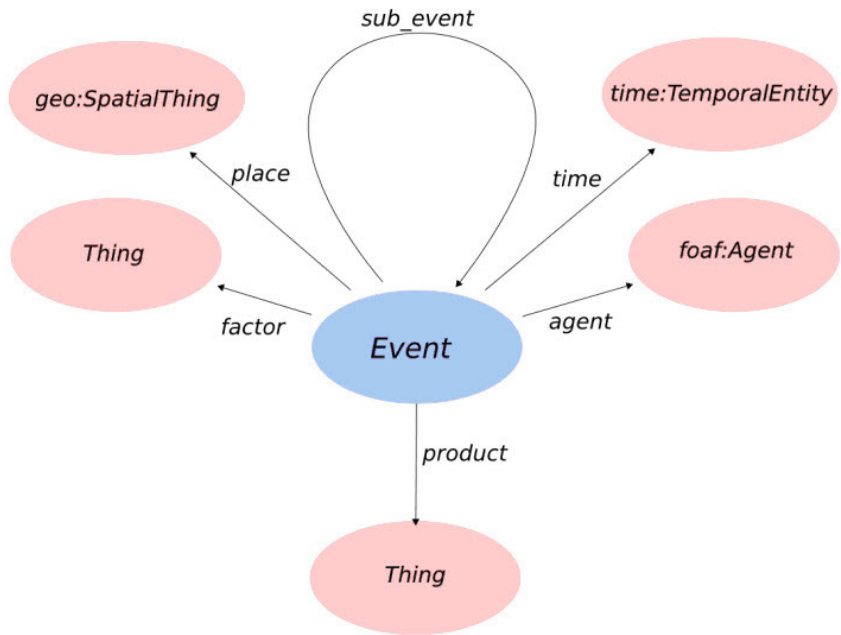 sub_event
geo:SpatialThing
time:TemporalEntity
place
time
Thing
foaf:Agent
factor
agent
Event
product
Thing